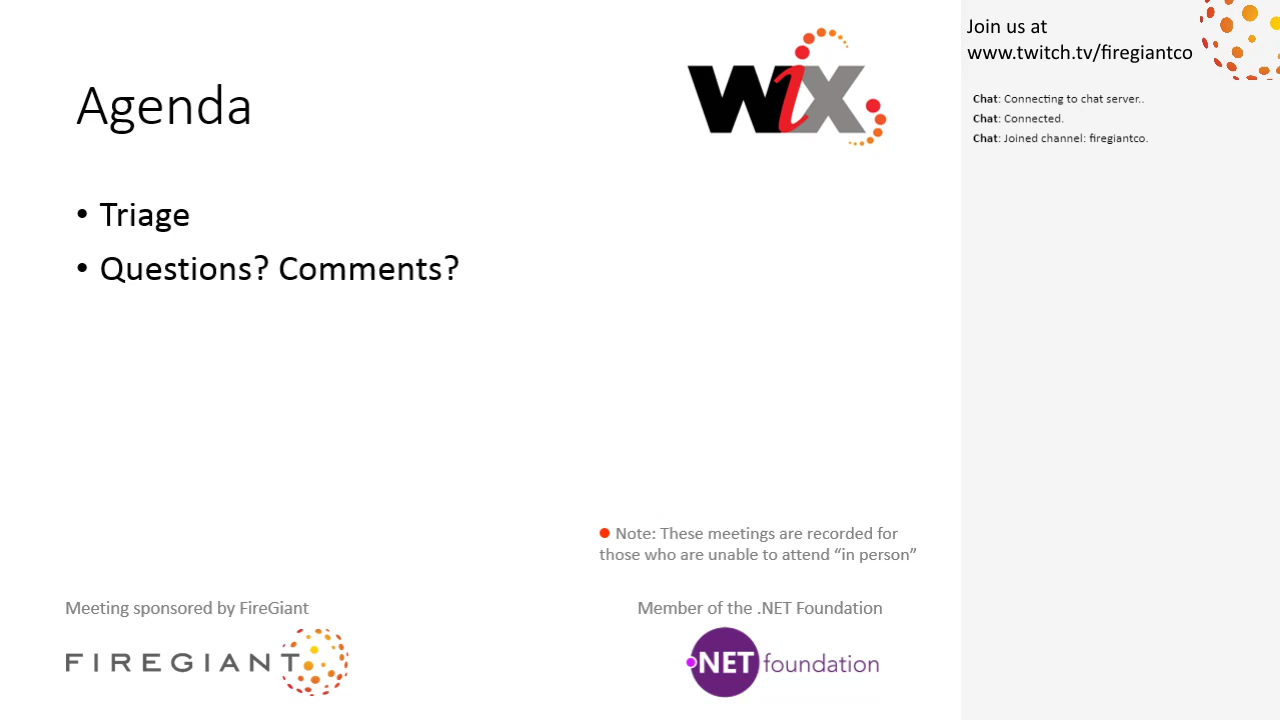 Agenda
WiX
• Triage
• Questions? Comments?
Note: These meetings are recorded for
those who are unable to attend “in person”
Meeting sponsored by FireGiant
FIREGIANT
Member of the .NET Foundation
.NET foundation
Join us at
www.twitch.tv/firegiantco
Chat: Connecting to chat server..
Chat: Connected.
Chat: Joined channel: firegiantco.